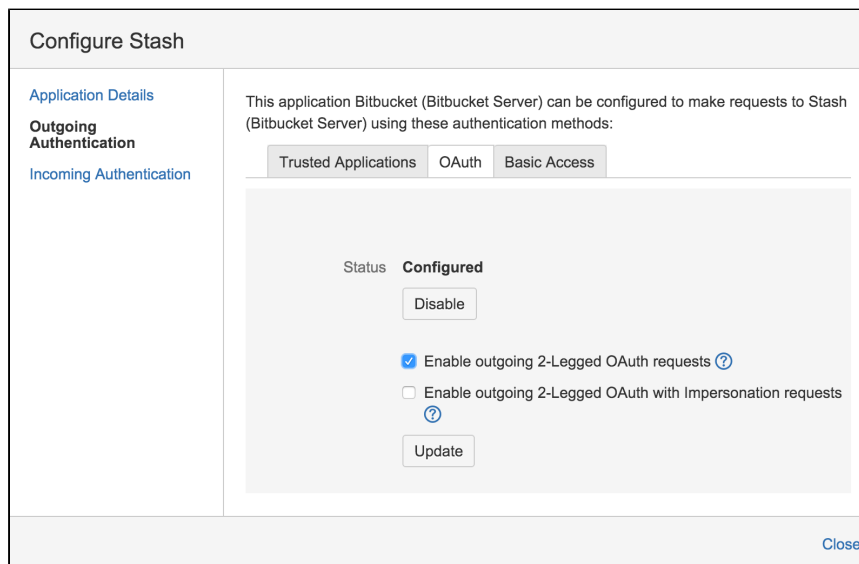 Configure Stash
Application Details
Outgoing
Authentication
Incoming Authentication
This application Bitbucket (Bitbucket Server) can be configured to make requests to Stash
(Bitbucket Server) using these authentication methods:
Trusted Applications OAuth Basic Access
Status Configured
Disable
Enable outgoing 2-Legged OAuth requests ?
Enable outgoing 2-Legged OAuth with Impersonation requests
?
Update
Close